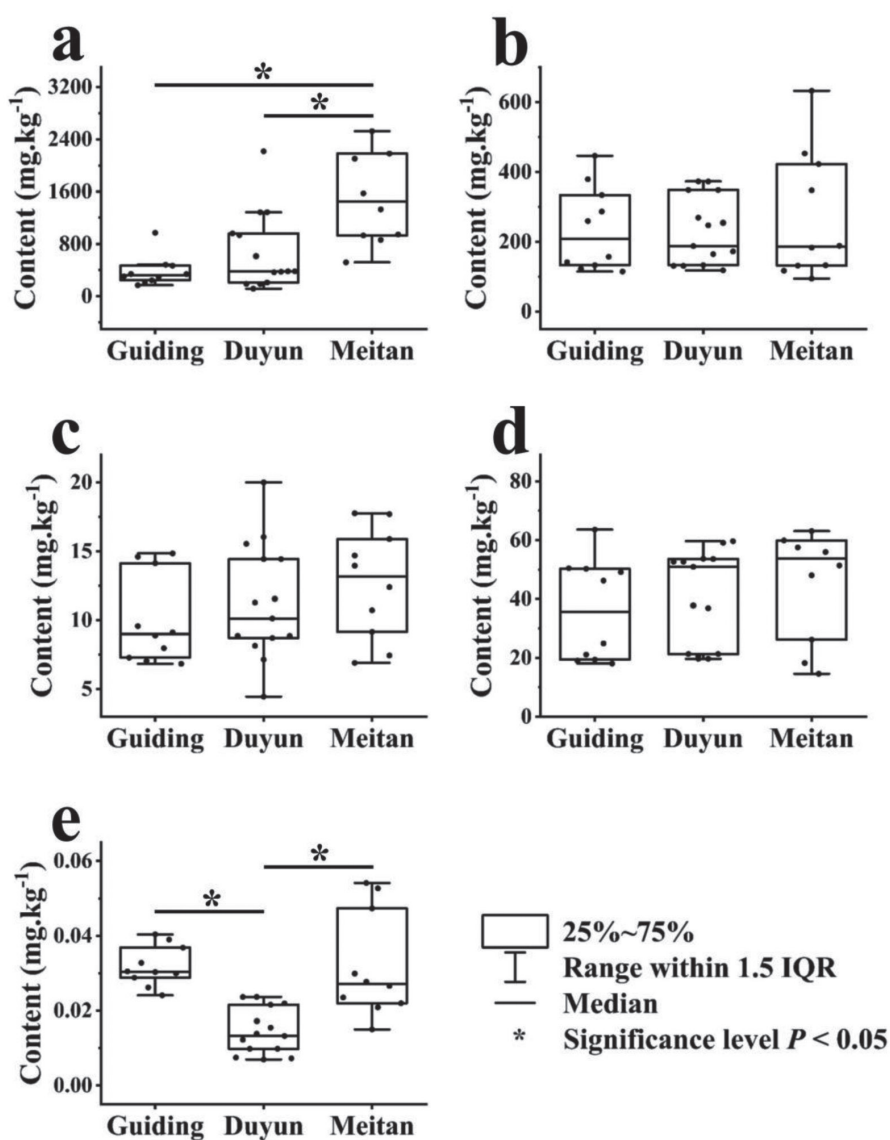 a
b
Content (mg.kg⁻¹)
3200
2400
1600
800
0
*
*
Guiding Duyun Meitan
Content (mg.kg⁻¹)
600
400
200
0
Guiding Duyun Meitan
c
d
Content (mg.kg⁻¹)
20
15
10
5
Guiding Duyun Meitan
Content (mg.kg⁻¹)
80
60
40
20
0
Guiding Duyun Meitan
e
Content (mg.kg⁻¹)
0.06
0.04
0.02
0.00
*
*
Guiding Duyun Meitan
25%~75%
Range within 1.5 IQR
Median
* Significance level P < 0.05